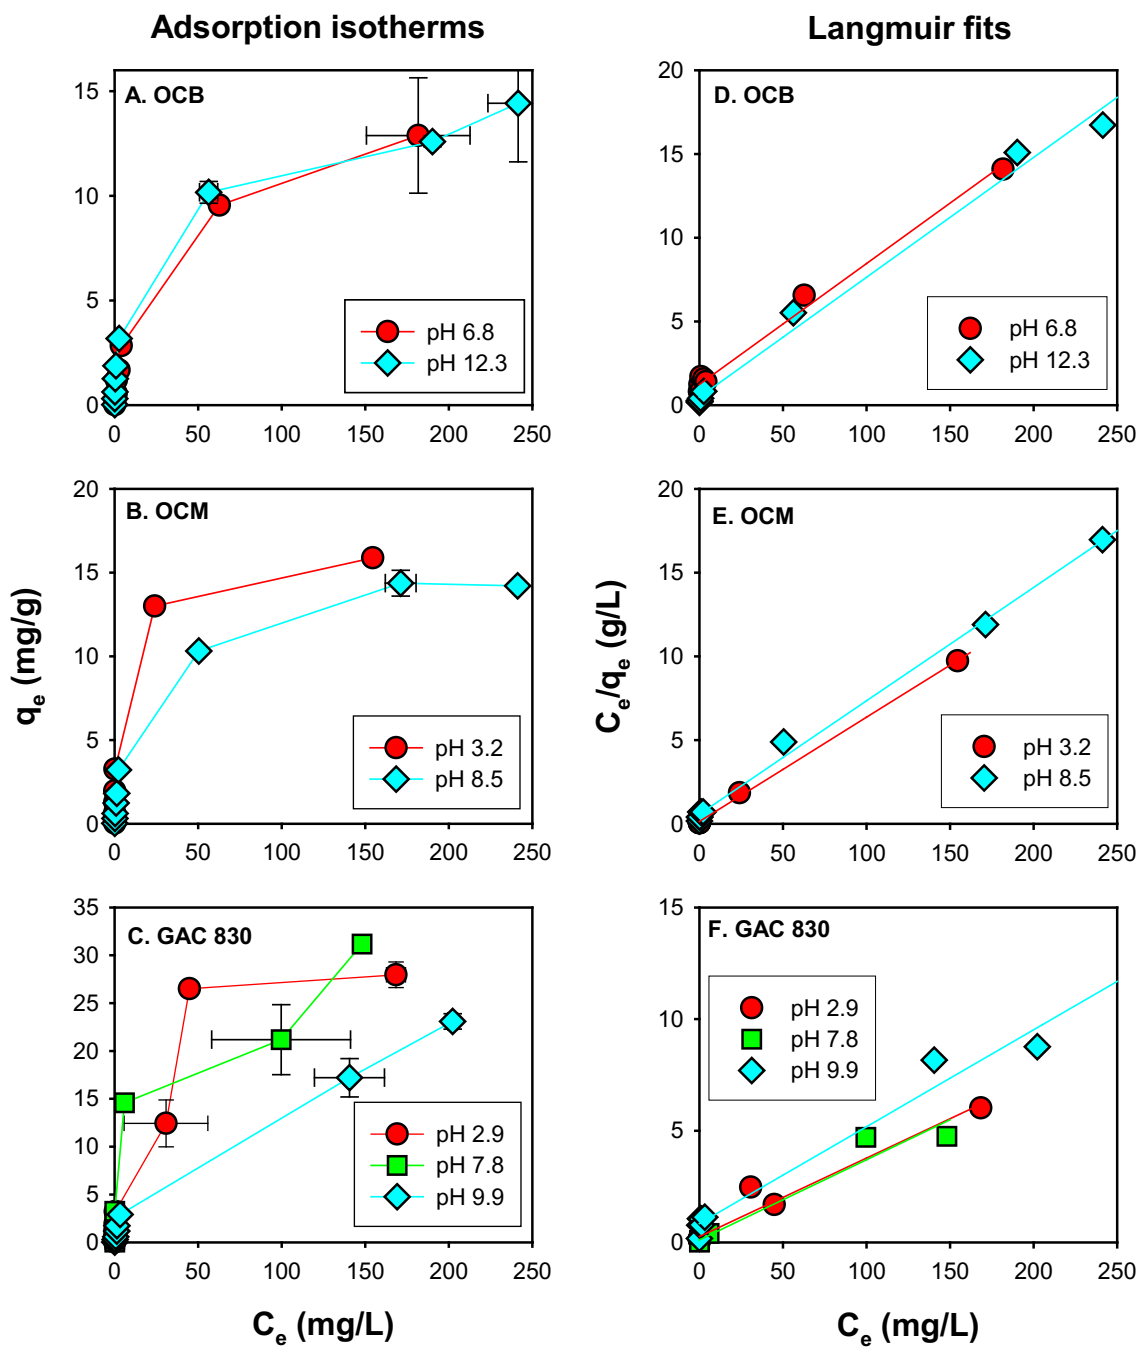 Adsorption isotherms
Langmuir fits
A. OCB
15
10
5
0
0 50 100 150 200 250
pH 6.8
pH 12.3
D. OCB
20
15
10
5
0
0 50 100 150 200 250
pH 6.8
pH 12.3
qe (mg/g)
B. OCM
20
15
10
5
0
0 50 100 150 200 250
pH 3.2
pH 8.5
Ce/qe (g/L)
E. OCM
20
15
10
5
0
0 50 100 150 200 250
pH 3.2
pH 8.5
C. GAC 830
35
30
25
20
15
10
5
0
0 50 100 150 200 250
pH 2.9
pH 7.8
pH 9.9
Ce (mg/L)
F. GAC 830
15
10
5
0
0 50 100 150 200 250
pH 2.9
pH 7.8
pH 9.9
Ce (mg/L)